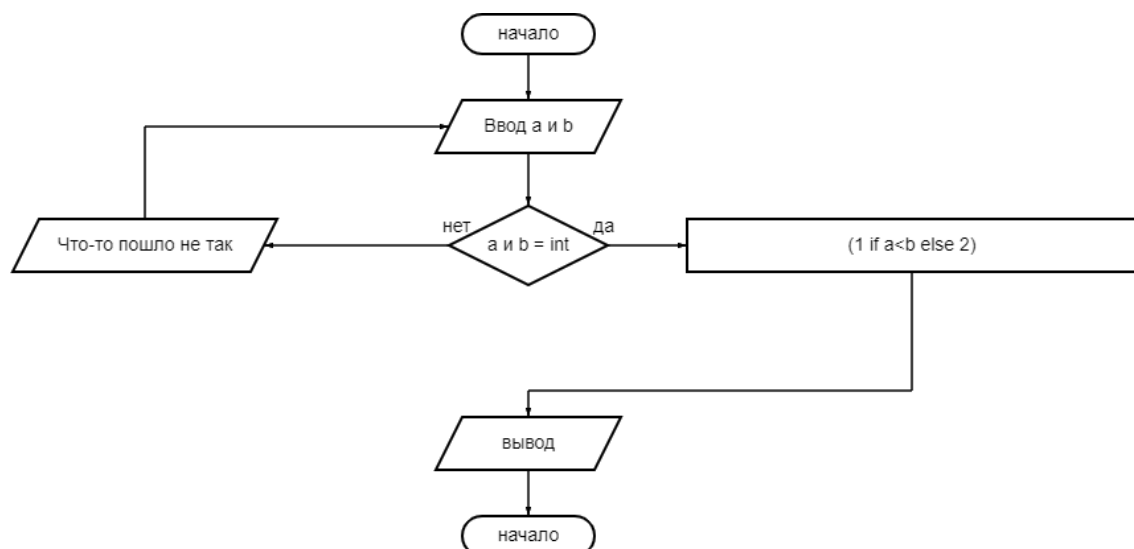 начало
Ввод a и b
нет
да
Что-то пошло не так
a и b = int
(1 if a<b else 2)
вывод
начало